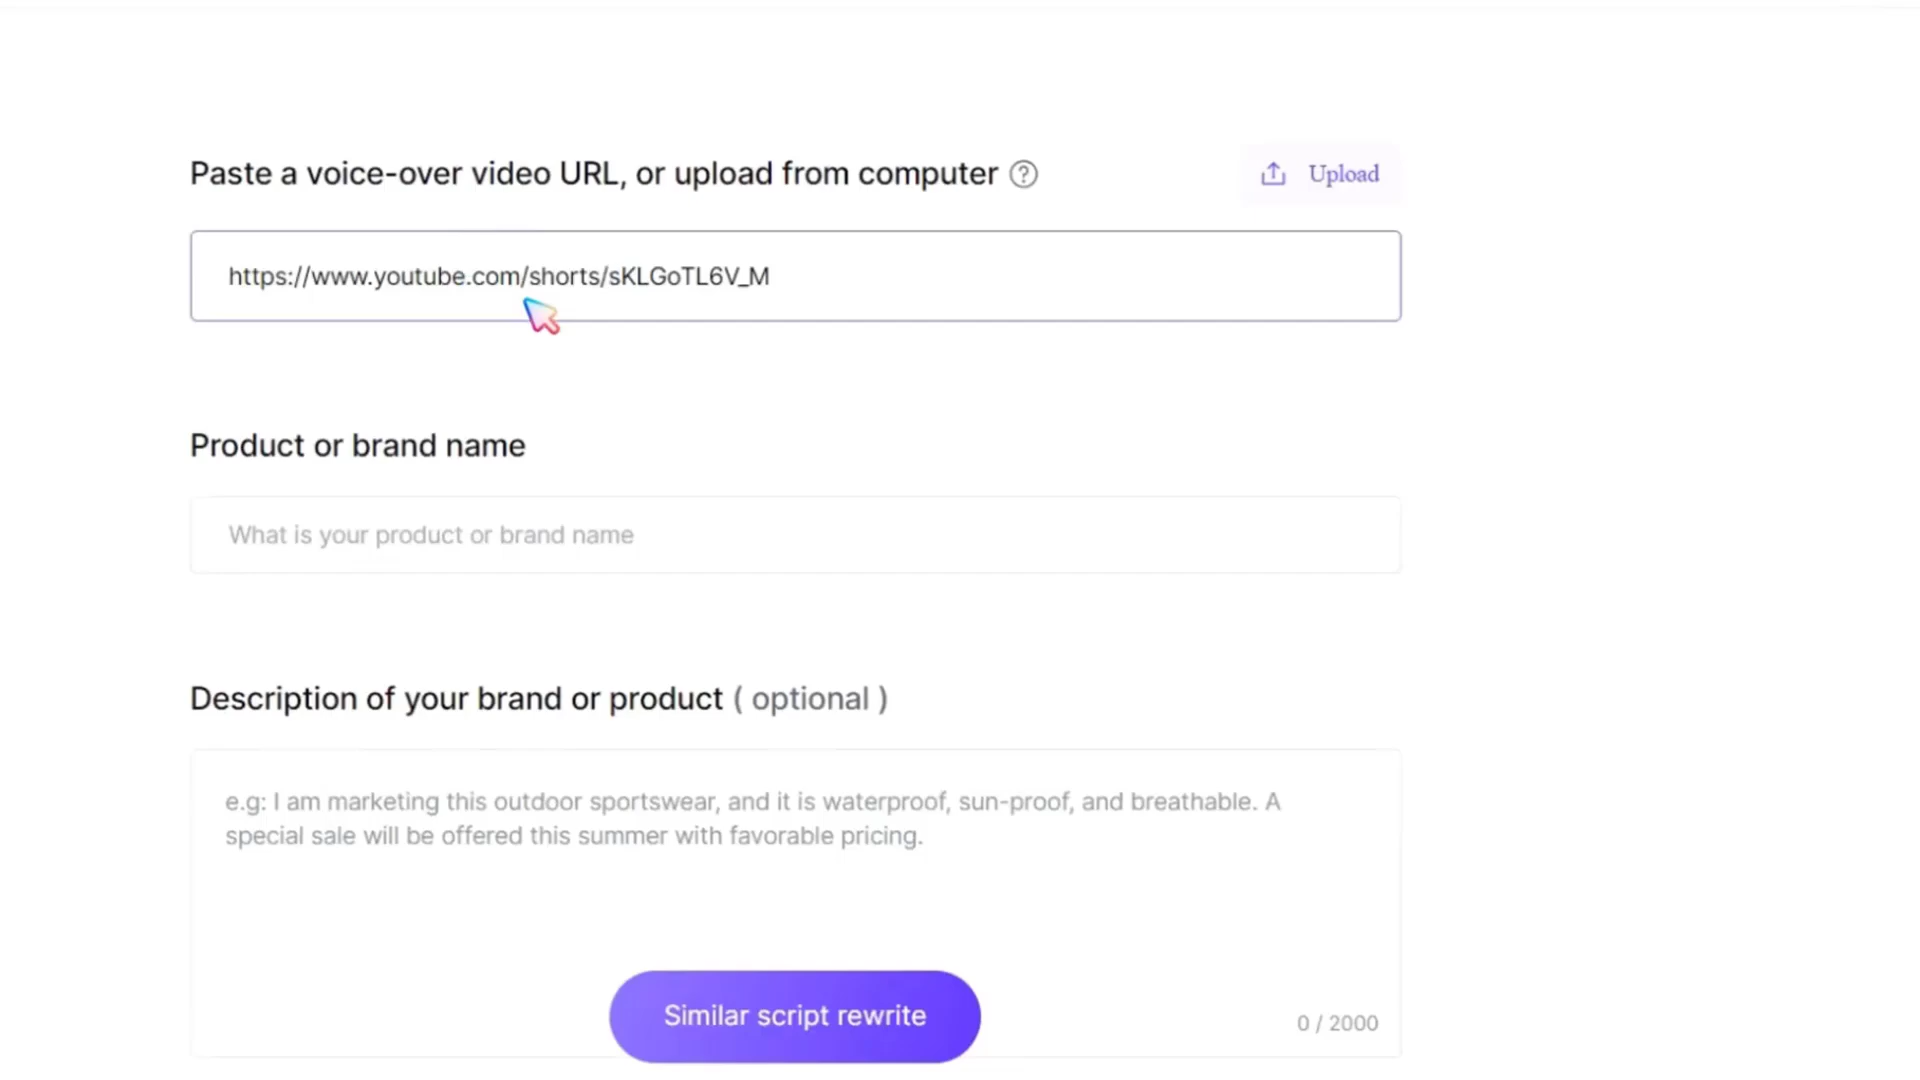 Paste a voice-over video URL, or upload from computer ?
Upload
https://www.youtube.com/shorts/sKLGoTL6V_M
Product or brand name
What is your product or brand name
Description of your brand or product ( optional )
e.g: I am marketing this outdoor sportswear, and it is waterproof, sun-proof, and breathable. A
special sale will be offered this summer with favorable pricing.
Similar script rewrite
0 / 2000